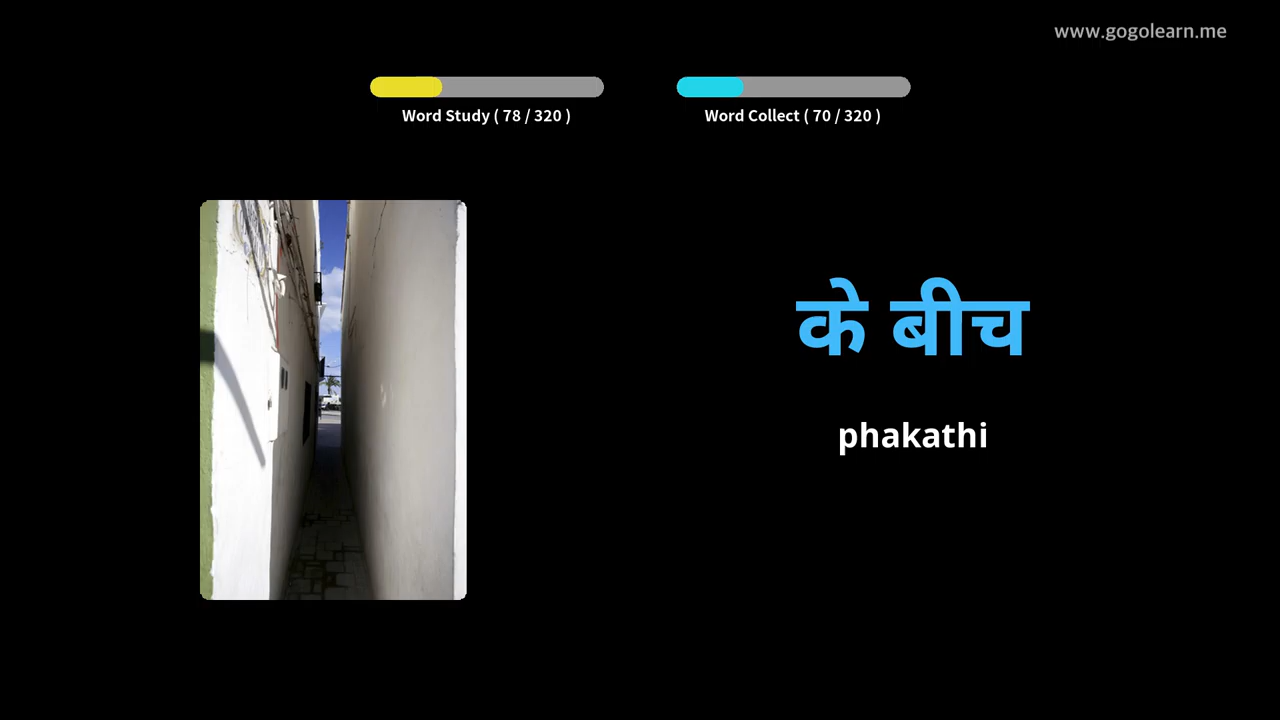 www.gogolearn.me
Word Study ( 78 / 320 )
Word Collect ( 70 / 320 )
के बीच
phakathi